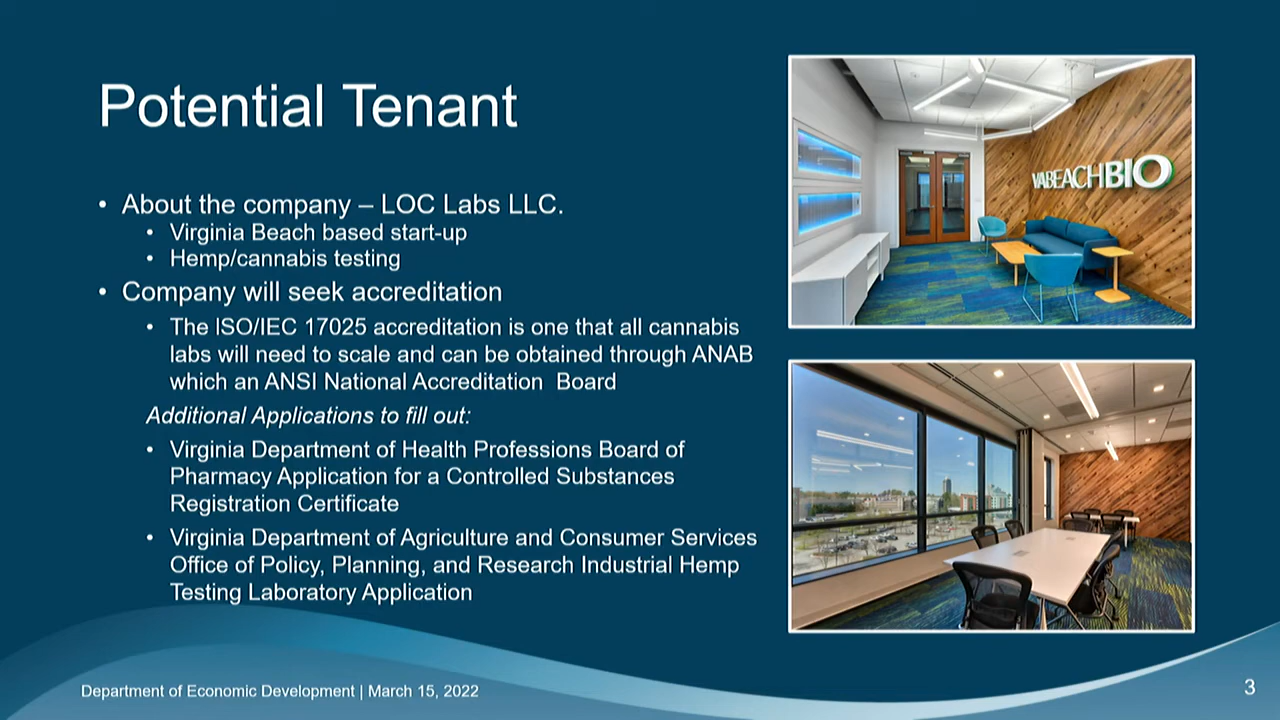 Potential Tenant
• About the company – LOC Labs LLC.
• Virginia Beach based start-up
• Hemp/cannabis testing
• Company will seek accreditation
• The ISO/IEC 17025 accreditation is one that all cannabis
labs will need to scale and can be obtained through ANAB
which an ANSI National Accreditation  Board
Additional Applications to fill out:
• Virginia Department of Health Professions Board of
Pharmacy Application for a Controlled Substances
Registration Certificate
• Virginia Department of Agriculture and Consumer Services
Office of Policy, Planning, and Research Industrial Hemp
Testing Laboratory Application
VABEACHBIO
Department of Economic Development | March 15, 2022
3